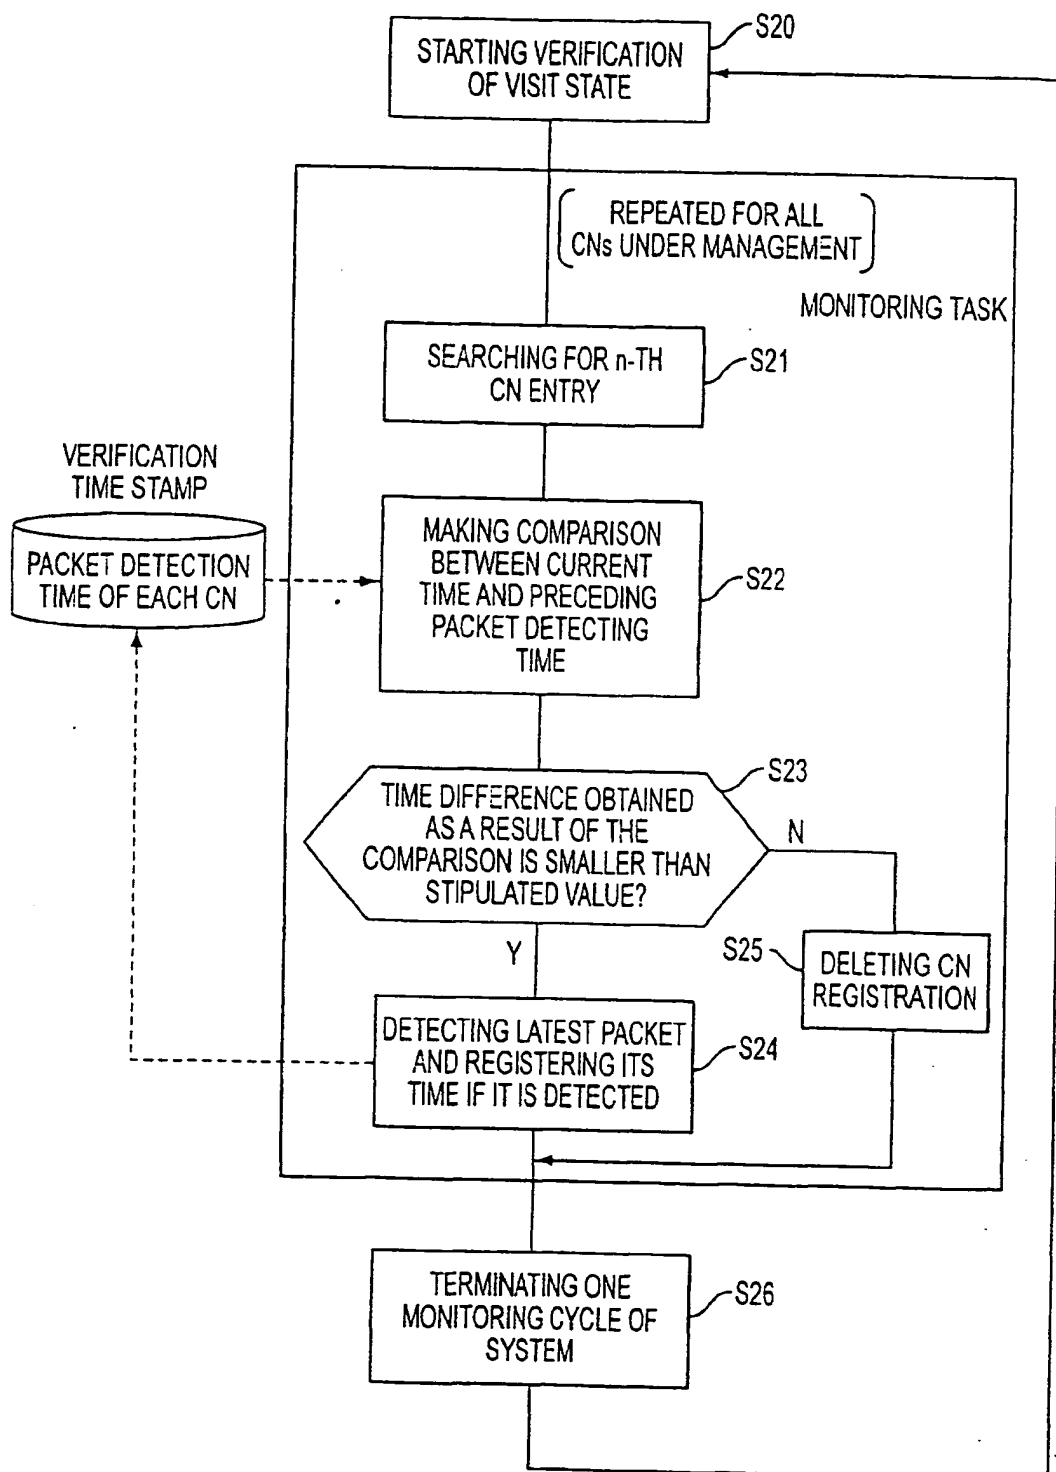 S20
STARTING VERIFICATION
OF VISIT STATE
REPEATED FOR ALL
CNs UNDER MANAGEMENT
MONITORING TASK
SEARCHING FOR n-TH
CN ENTRY
S21
VERIFICATION
TIME STAMP
PACKET DETECTION
TIME OF EACH CN
MAKING COMPARISON
BETWEEN CURRENT
TIME AND PRECEDING
PACKET DETECTING
TIME
S22
S23
TIME DIFFERENCE OBTAINED
AS A RESULT OF THE
COMPARISON IS SMALLER THAN
STIPULATED VALUE?
N
Y
S25
DELETING CN
REGISTRATION
DETECTING LATEST PACKET
AND REGISTERING ITS
TIME IF IT IS DETECTED
S24
TERMINATING ONE
MONITORING CYCLE OF
SYSTEM
S26